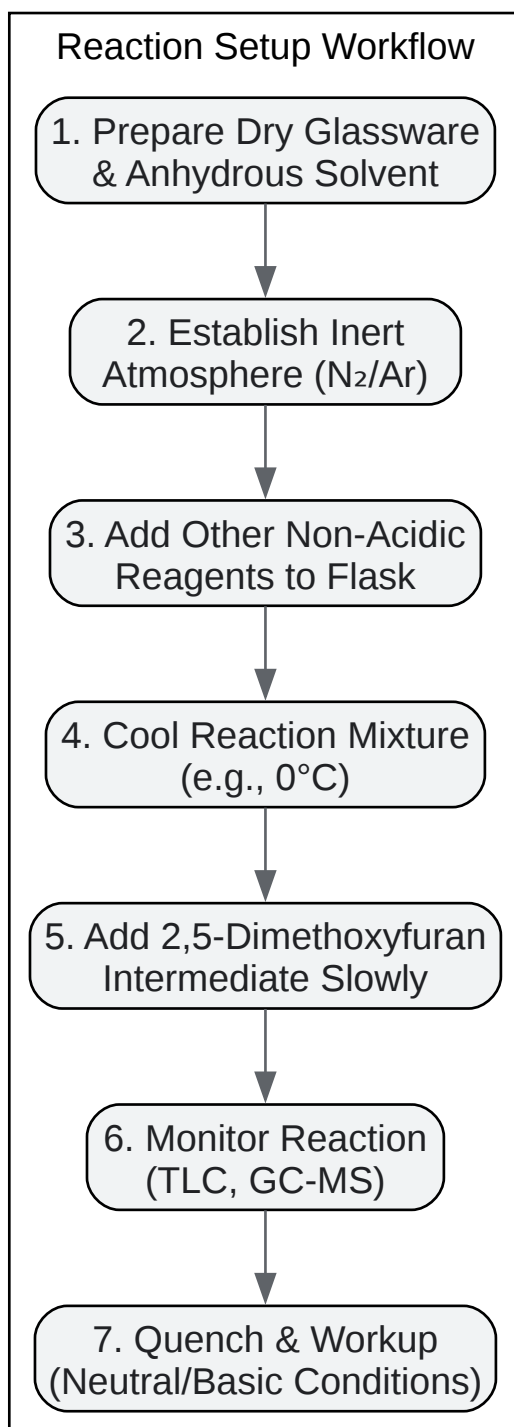 Reaction Setup Workflow
1. Prepare Dry Glassware
& Anhydrous Solvent
2. Establish Inert
Atmosphere (N₂/Ar)
3. Add Other Non-Acidic
Reagents to Flask
4. Cool Reaction Mixture
(e.g., 0°C)
5. Add 2,5-Dimethoxyfuran
Intermediate Slowly
6. Monitor Reaction
(TLC, GC-MS)
7. Quench & Workup
(Neutral/Basic Conditions)